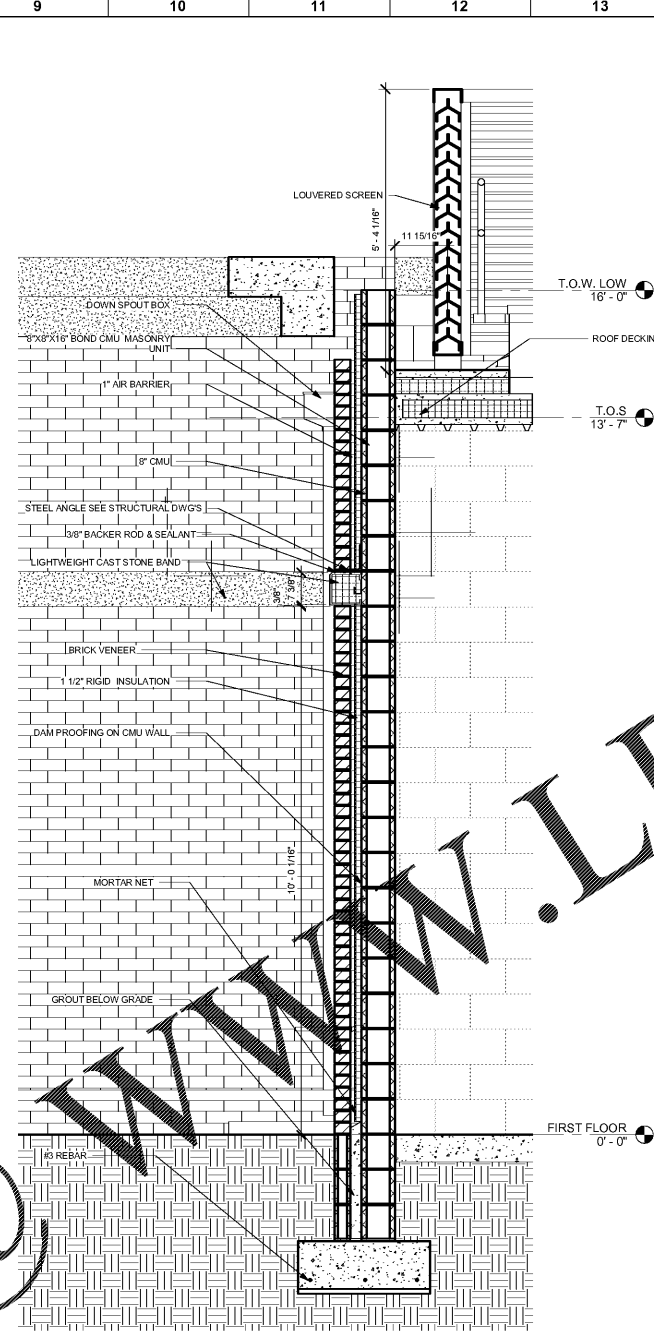 9 10 11 12 13
LOUVERED SCREEN
5' - 4 1/16"
11 15/16"
T.O.W. LOW
16' - 0"
DOWN SPOUT BOX
8"X8"X16" BOND CMU MASONRY
UNIT
ROOF DECKIN
1" AIR BARRIER
T.O.S
13' - 7"
8" CMU
STEEL ANGLE SEE STRUCTURAL DWG'S
3/8" BACKER ROD & SEALANT
LIGHTWEIGHT CAST STONE BAND
3/8"
7 3/8"
BRICK VENEER
1 1/2" RIGID INSULATION
DAM PROOFING ON CMU WALL
10' - 0 1/16"
MORTAR NET
GROUT BELOW GRADE
FIRST FLOOR
0' - 0"
#3 REBAR
WWW.L